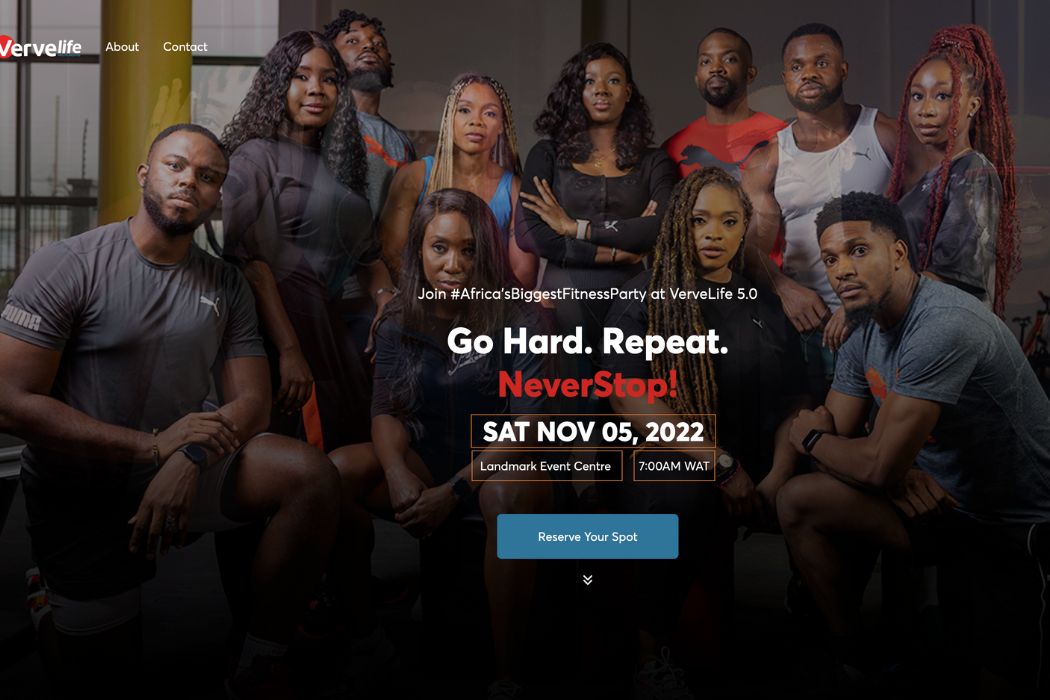 Vervelife
About
Contact
PUMA
Join #Africa'sBiggestFitnessParty at VerveLife 5.0
Go Hard. Repeat.
NeverStop!
SAT NOV 05, 2022
Landmark Event Centre
7:00AM WAT
Reserve Your Spot